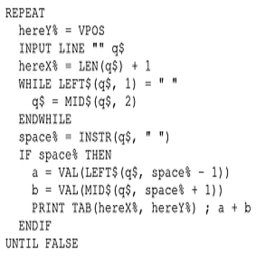 REPEAT
  hereY% = VPOS
  INPUT LINE "" q$
  hereX% = LEN(q$) + 1
  WHILE LEFT$(q$, 1) = " "
    q$ = MID$(q$, 2)
  ENDWHILE
  space% = INSTR(q$, " ")
  IF space% THEN
    a = VAL(LEFT$(q$, space% - 1))
    b = VAL(MID$(q$, space% + 1))
    PRINT TAB(hereX%, hereY%) ; a + b
  ENDIF
UNTIL FALSE